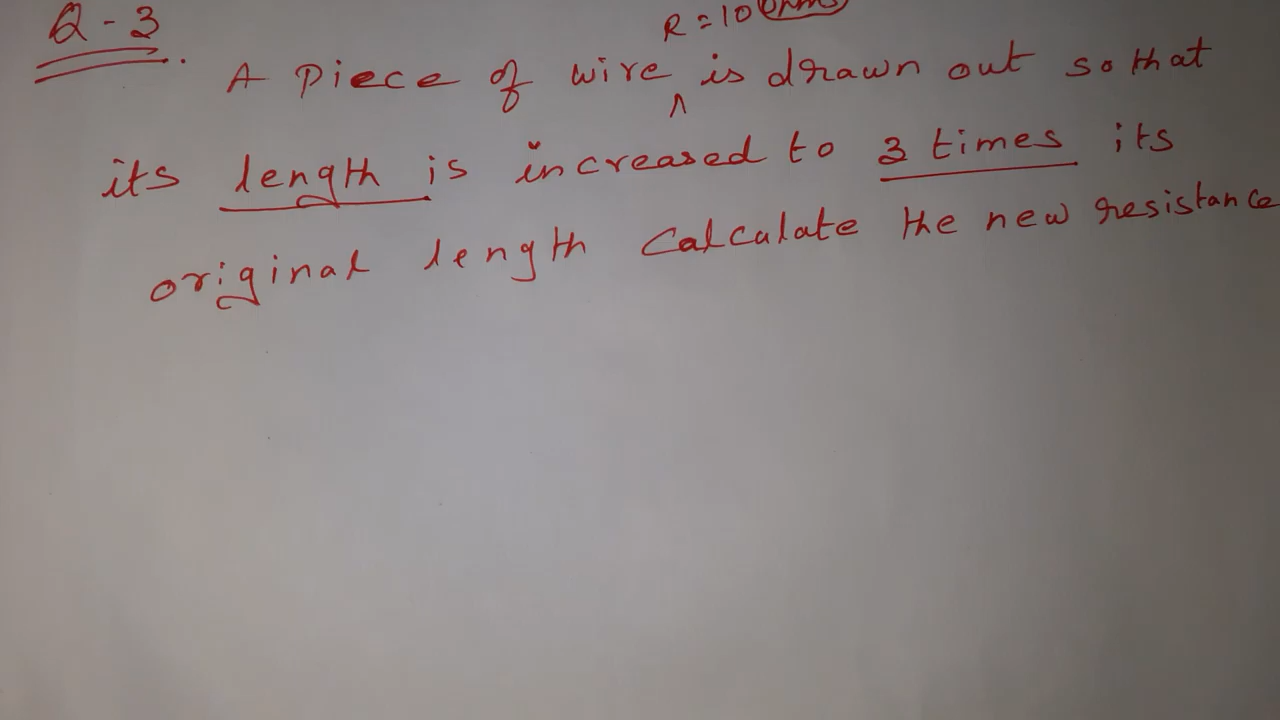 Q-3.
R = 10 Ohms
A Piece of wire ^ is drawn out so that
its length is increased to 3 times its
original length Calculate the new resistance